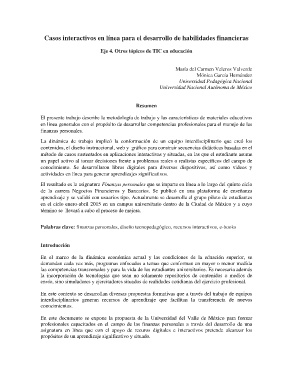 Casos interactivos en línea para el desarrollo de habilidades financieras
Eje 4. Otros tópicos de TIC en educación
María del Carmen Veleros Valverde
Mónica García Hernández
Universidad Pedagógica Nacional
Universidad Nacional Autónoma de México
Resumen
El presente trabajo describe la metodología de trabajo y las características de materiales educativos
en línea generados con el propósito de desarrollar competencias profesionales para el manejo de las
finanzas personales.
La dinámica de trabajo implicó la conformación de un equipo interdisciplinario que creó los
contenidos, el diseño instruccional, web y gráfico para construir secuencias didácticas basadas en el
método de casos sustentados en aplicaciones interactivas y situadas, en las que el estudiante asume
un papel activo al tomar decisiones frente a problemas reales o realistas específicos del campo de
conocimiento. Se desarrollaron libros digitales para diversos dispositivos, así como videos y
actividades en línea para generar aprendizajes significativos.
El resultado es la asignatura Finanzas personales que se imparte en línea a lo largo del quinto ciclo
de la carrera Negocios Financieros y Bancarios. Se publicó en una plataforma de enseñanza
aprendizaje y se validó con usuarios tipo. Actualmente se desarrolla el grupo piloto de estudiantes
en el ciclo enero abril 2015 en un campus universitario dentro de la Ciudad de México y a cuyo
término se llevará a cabo el proceso de mejora.
Palabras clave: finanzas personales, diseño tecnopedagógico, recursos interactivos, e-books
Introducción
En el marco de la dinámica económica actual y las condiciones de la educación superior, se
demandan cada vez más, programas enfocados a temas que conforman en mayor o menor medida
las competencias transversales y para la vida de los estudiantes universitarios. Es necesaria además
la incorporación de tecnologías que sean no solamente repositorios de contenidos o medios de
envío, sino simuladores y ejercitadores situados de realidades cotidianas del ejercicio profesional.
En este contexto se desarrollan diversas propuestas formativas que a través del trabajo de equipos
interdisciplinarios generan recursos de aprendizaje que facilitan la transferencia de nuevos
conocimientos.
En este documento se expone la propuesta de la Universidad del Valle de México para formar
profesionales capacitados en el campo de las finanzas personales a través del desarrollo de una
asignatura en línea que con el apoyo de recursos digitales e interactivos pretende alcanzar los
propósitos de un aprendizaje significativo y situado.